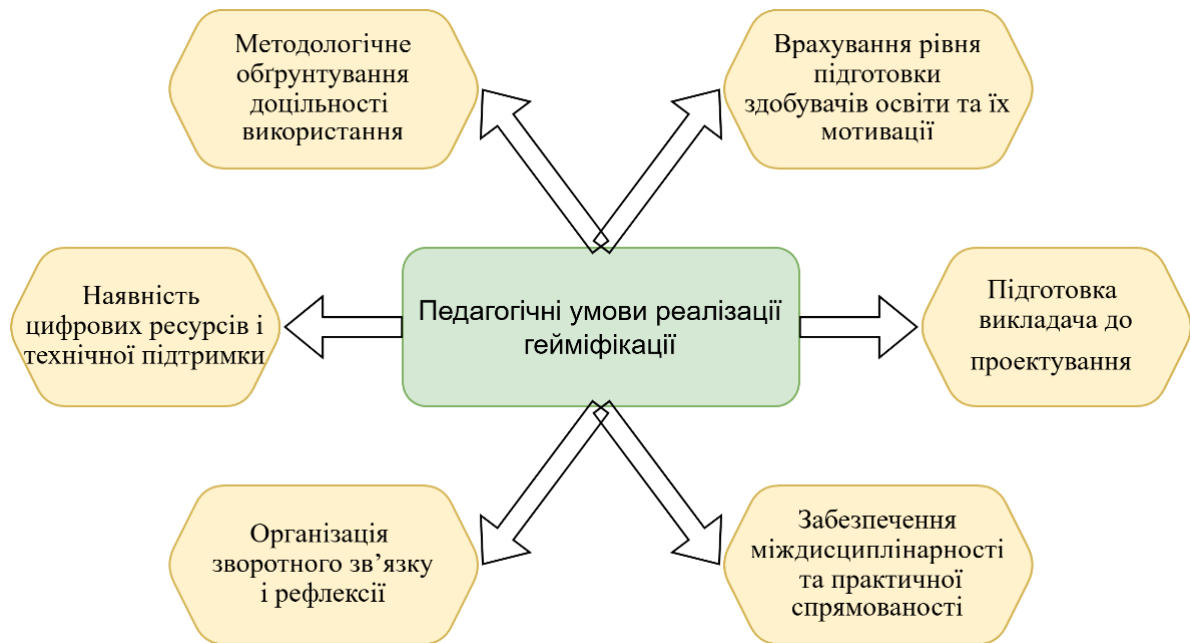 Методологічне
обґрунтування
доцільності
використання
Врахування рівня
підготовки
здобувачів освіти та їх
мотивації
Наявність
цифрових ресурсів і
технічної підтримки
Педагогічні умови реалізації
гейміфікації
Підготовка
викладача до
проектування
Організація
зворотного зв’язку
і рефлексії
Забезпечення
міждисциплінарності
та практичної
спрямованості